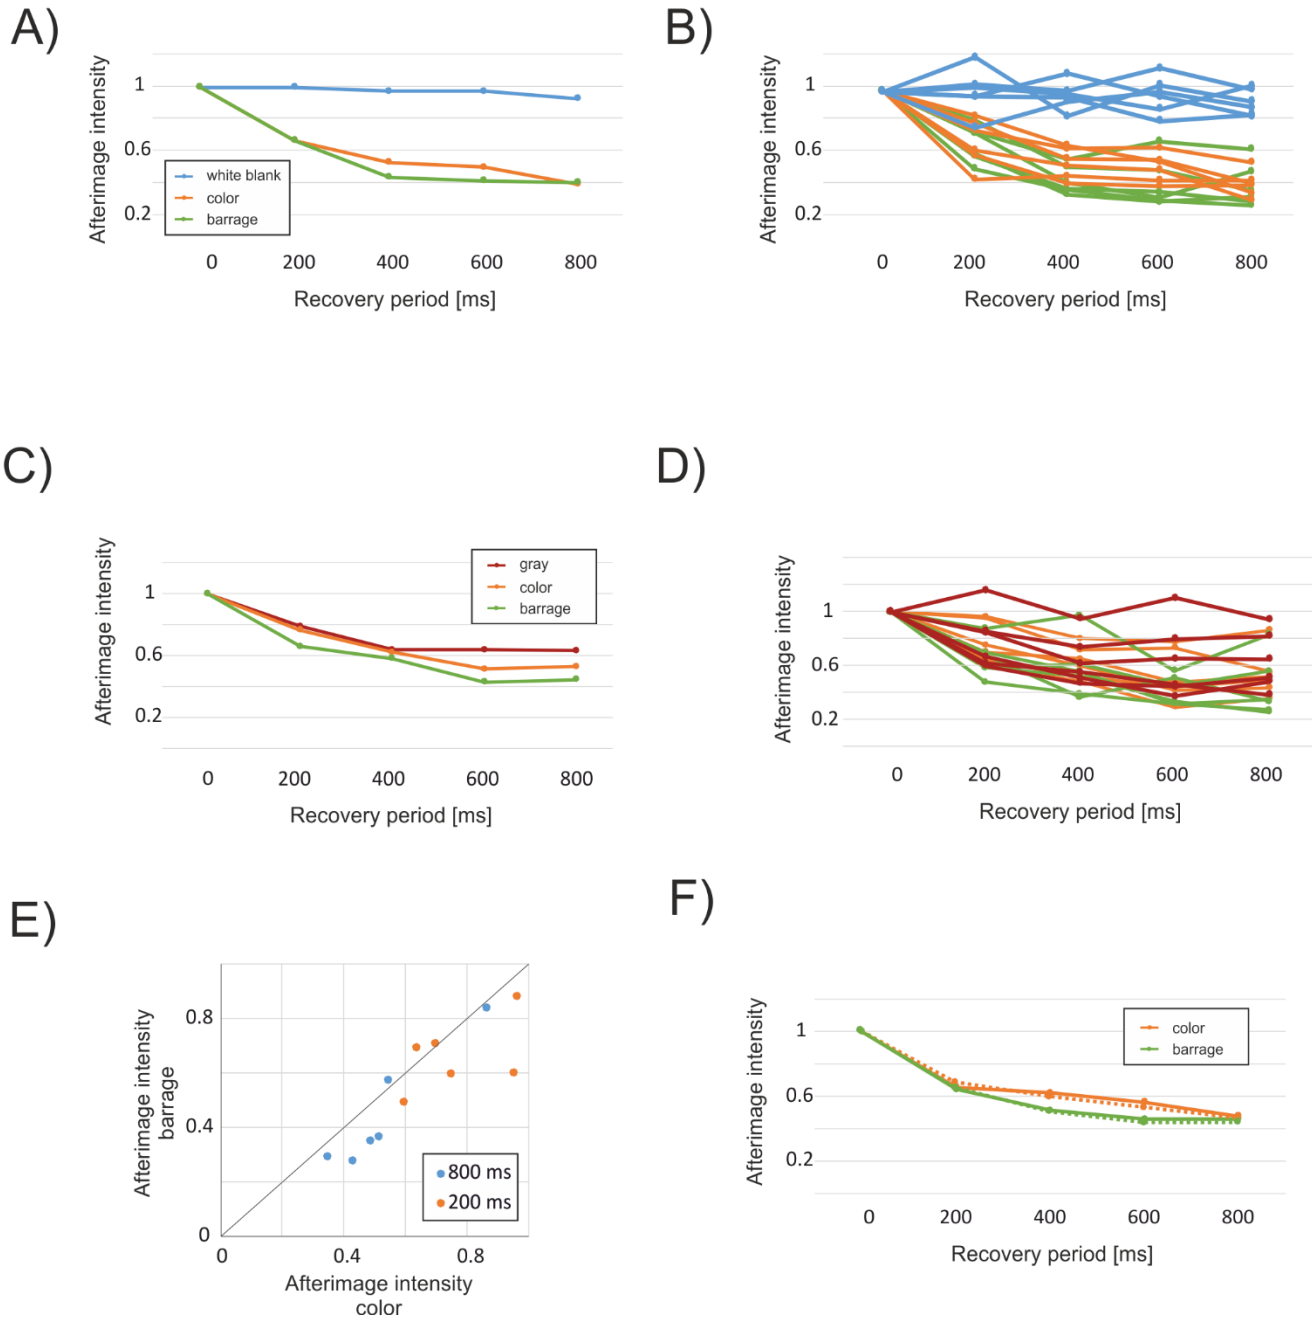 A)
Afterimage intensity
1
0.6
0.2
white blank
color
barrage
0 200 400 600 800
Recovery period [ms]
B)
Afterimage intensity
1
0.6
0.2
0 200 400 600 800
Recovery period [ms]
C)
Afterimage intensity
1
0.6
0.2
gray
color
barrage
0 200 400 600 800
Recovery period [ms]
D)
Afterimage intensity
1
0.6
0.2
0 200 400 600 800
Recovery period [ms]
E)
Afterimage intensity
barrage
0.8
0.4
0
800 ms
200 ms
0 0.4 0.8
Afterimage intensity
color
F)
Afterimage intensity
1
0.6
0.2
color
barrage
0 200 400 600 800
Recovery period [ms]